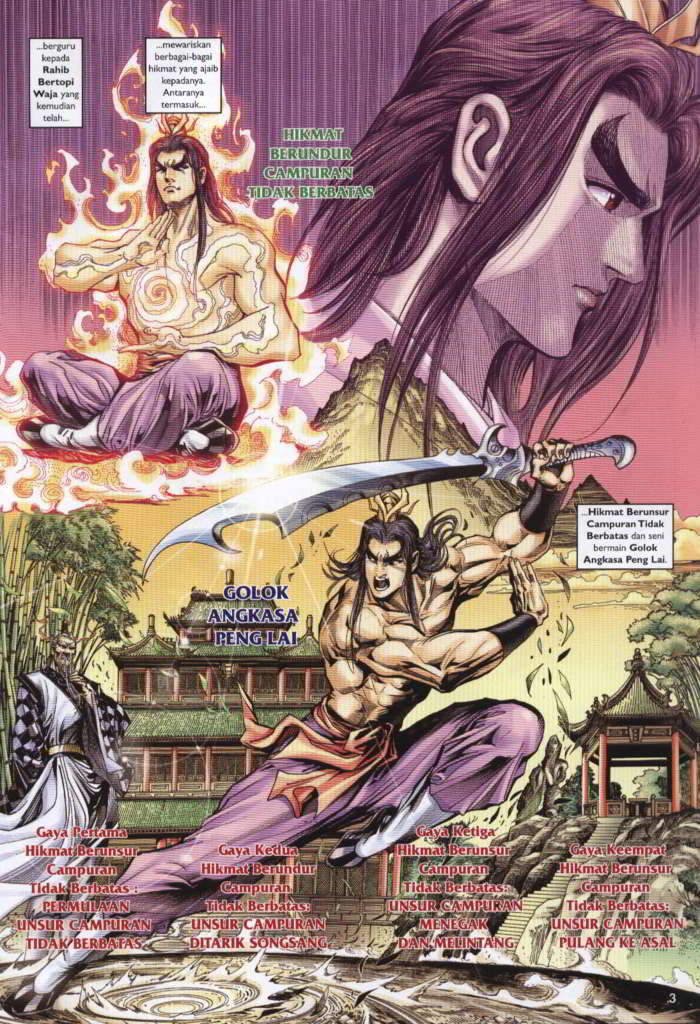 ...berguru
kepada
Rahib
Bertopi
Waja yang
kemudian
telah...
...mewariskan
berbagai-bagai
hikmat yang ajaib
kepadanya.
Antaranya
termasuk...
HIKMAT
BERUNDUR
CAMPURAN
TIDAK BERBATAS
...Hikmat Berunsur
Campuran Tidak
Berbatas dan seni
bermain Golok
Angkasa Peng Lai.
GOLOK
ANGKASA
PENG LAI
Gaya Pertama
Hikmat Berunsur
Campuran
Tidak Berbatas :
PERMULAAN
UNSUR CAMPURAN
TIDAK BERBATAS
Gaya Kedua
Hikmat Berundur
Campuran
Tidak Berbatas:
UNSUR CAMPURAN
DITARIK SONGSANG
Gaya Ketiga
Hikmat Berunsur
Campuran
Tidak Berbatas:
UNSUR CAMPURAN
MENEGAK
DAN MELINTANG
Gaya Keempat
Hikmat Berunsur
Campuran
Tidak Berbatas:
UNSUR CAMPURAN
PULANG KE ASAL
3